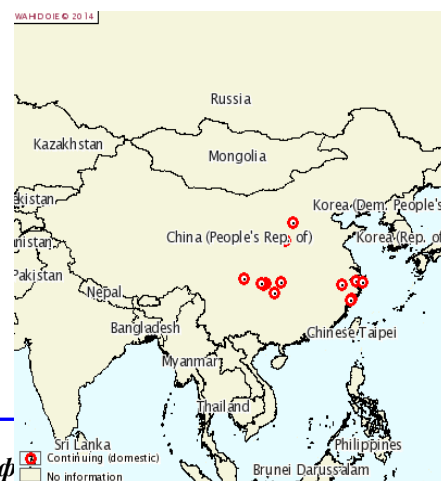 WAHID OIE © 2014
Russia
Kazakhstan
Mongolia
Korea (Dem. People's
China (People's Rep. of)
Korea (Rep. of
Pakistan
Nepal
Bangladesh
Chinese Taipei
Myanmar
Thailand
Sri Lanka
Philippines
ф
Continuing (domestic)
Brunei Darussalam
No information